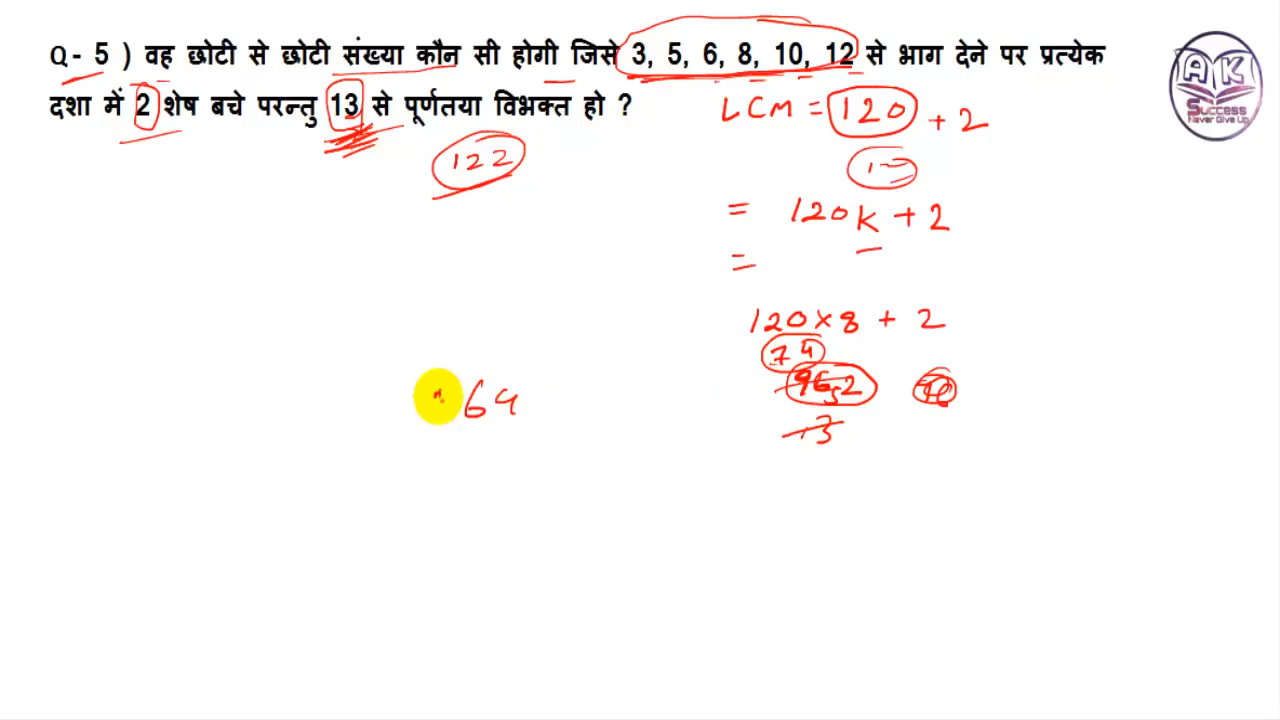 Q- 5 ) वह छोटी से छोटी संख्या कौन सी होगी जिसे 3, 5, 6, 8, 10, 12 से भाग देने पर प्रत्येक
दशा में 2 शेष बचे परन्तु 13 से पूर्णतया विभक्त हो ?
AK
Success
Never Give Up
LCM = 120 + 2
122
= 120K + 2
=
120 × 8 + 2
74
962
13